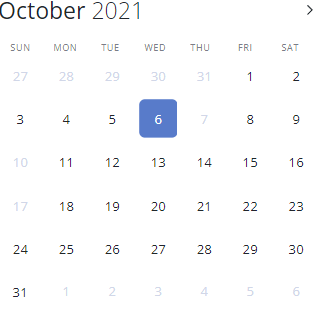 October 2021
SUN MON TUE WED THU FRI SAT
27 28 29 30 31 1 2
3 4 5 6 7 8 9
10 11 12 13 14 15 16
17 18 19 20 21 22 23
24 25 26 27 28 29 30
31 1 2 3 4 5 6